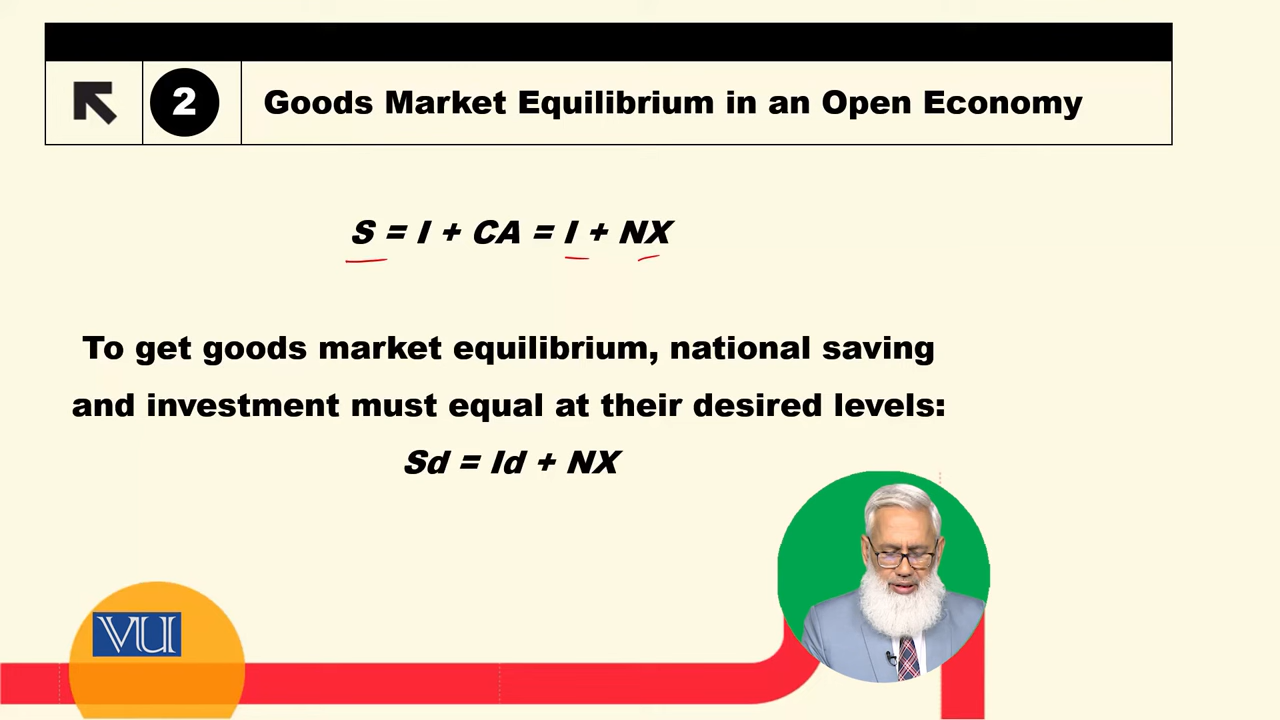 2
Goods Market Equilibrium in an Open Economy
S = I + CA = I + NX
To get goods market equilibrium, national saving
and investment must equal at their desired levels:
Sd = Id + NX
VU